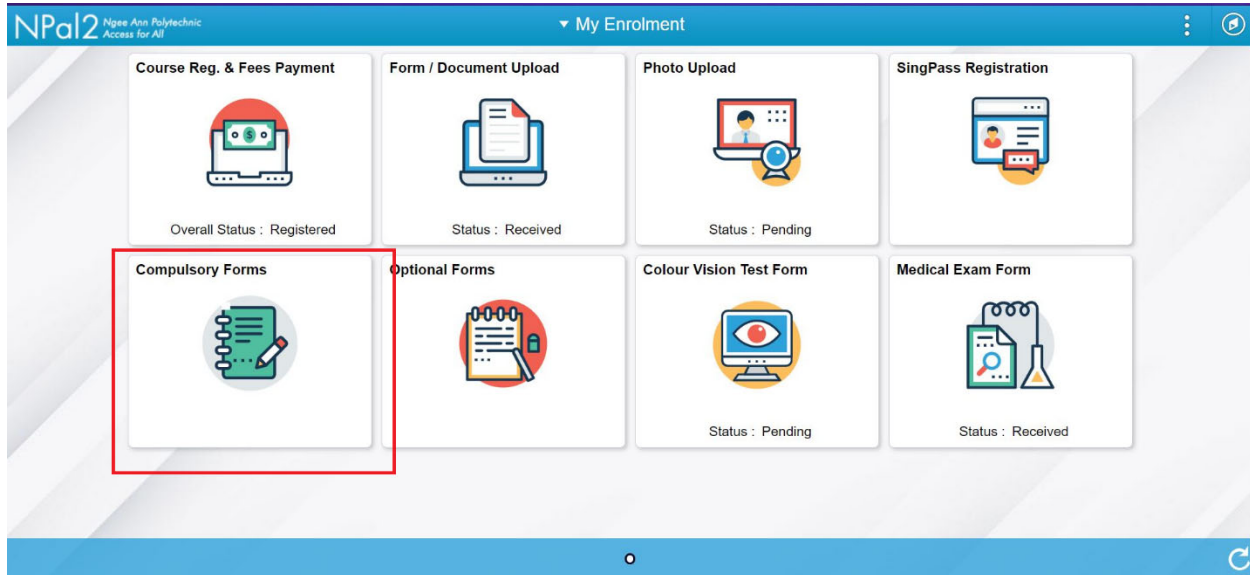 NPal2 Ngee Ann Polytechnic
Access for All
My Enrolment
Course Reg. & Fees Payment
Overall Status : Registered
Form / Document Upload
Status : Received
Photo Upload
Status : Pending
SingPass Registration
Compulsory Forms
Optional Forms
Colour Vision Test Form
Status : Pending
Medical Exam Form
Status : Received